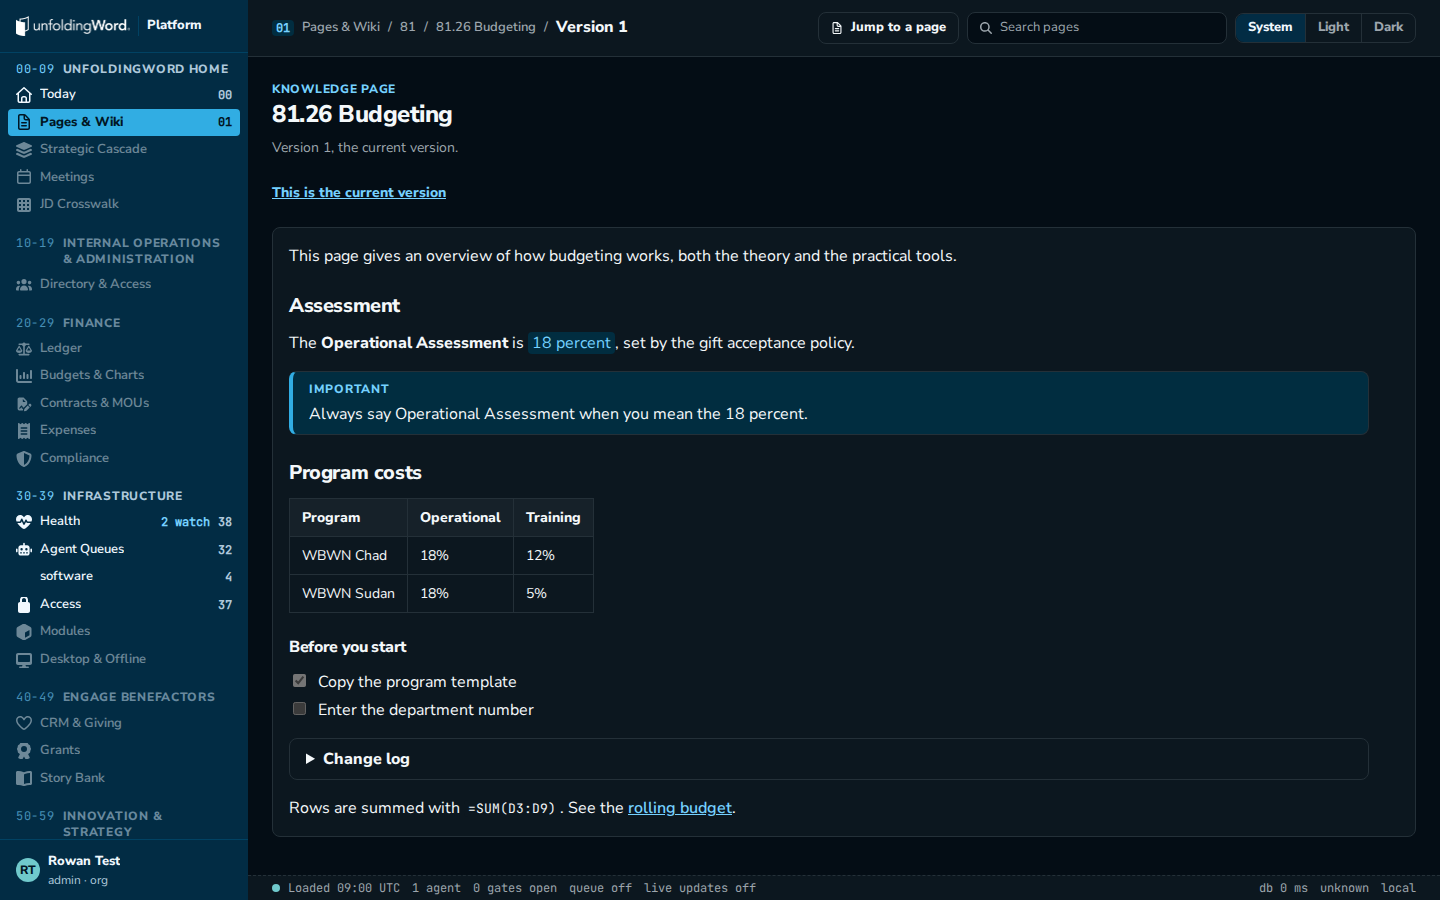 unfoldingWord. Platform
01 Pages & Wiki / 81 / 81.26 Budgeting / Version 1
Jump to a page
Search pages
System Light Dark
00-09 UNFOLDINGWORD HOME
Today 00
Pages & Wiki 01
Strategic Cascade
Meetings
JD Crosswalk
10-19 INTERNAL OPERATIONS
& ADMINISTRATION
Directory & Access
20-29 FINANCE
Ledger
Budgets & Charts
Contracts & MOUs
Expenses
Compliance
30-39 INFRASTRUCTURE
Health 2 watch 38
Agent Queues 32
software 4
Access 37
Modules
Desktop & Offline
40-49 ENGAGE BENEFACTORS
CRM & Giving
Grants
Story Bank
50-59 INNOVATION &
STRATEGY
RT Rowan Test
admin · org
KNOWLEDGE PAGE
81.26 Budgeting
Version 1, the current version.
This is the current version
This page gives an overview of how budgeting works, both the theory and the practical tools.
Assessment
The Operational Assessment is 18 percent, set by the gift acceptance policy.
IMPORTANT
Always say Operational Assessment when you mean the 18 percent.
Program costs
Program Operational Training
WBWN Chad 18% 12%
WBWN Sudan 18% 5%
Before you start
Copy the program template
Enter the department number
Change log
Rows are summed with =SUM(D3:D9). See the rolling budget.
Loaded 09:00 UTC 1 agent 0 gates open queue off live updates off
db 0 ms unknown local